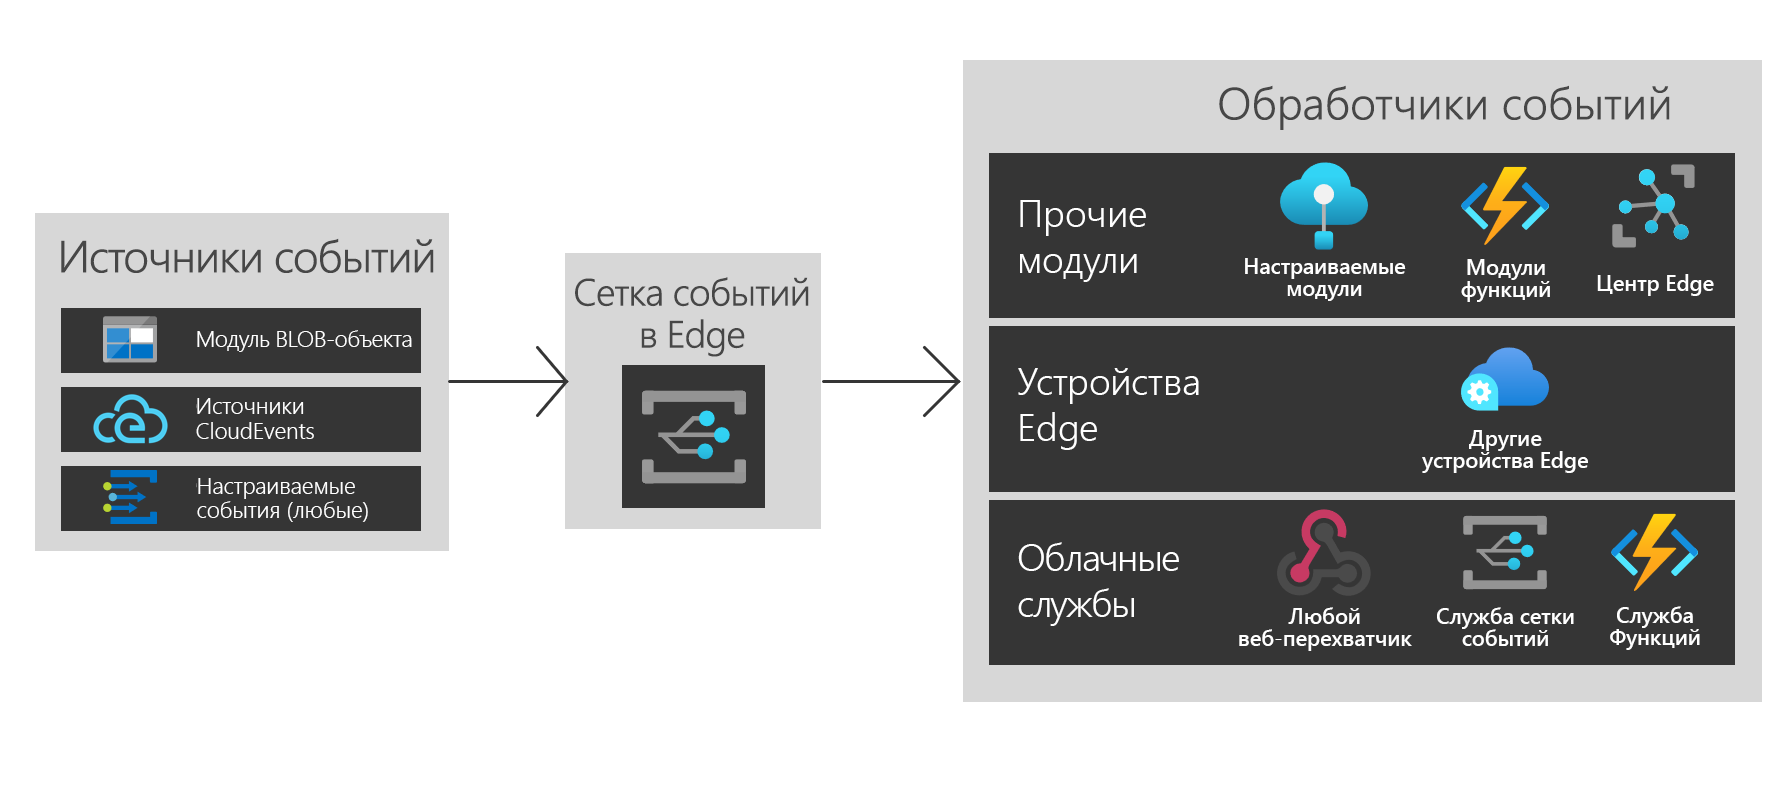 Источники событий
Модуль BLOB-объекта
Источники
CloudEvents
Настраиваемые
события (любые)
Сетка событий
в Edge
Обработчики событий
Прочие
модули
Настраиваемые
модули
Модули
функций
Центр Edge
Устройства
Edge
Другие
устройства Edge
Облачные
службы
Любой
веб-перехватчик
Служба сетки
событий
Служба
Функций